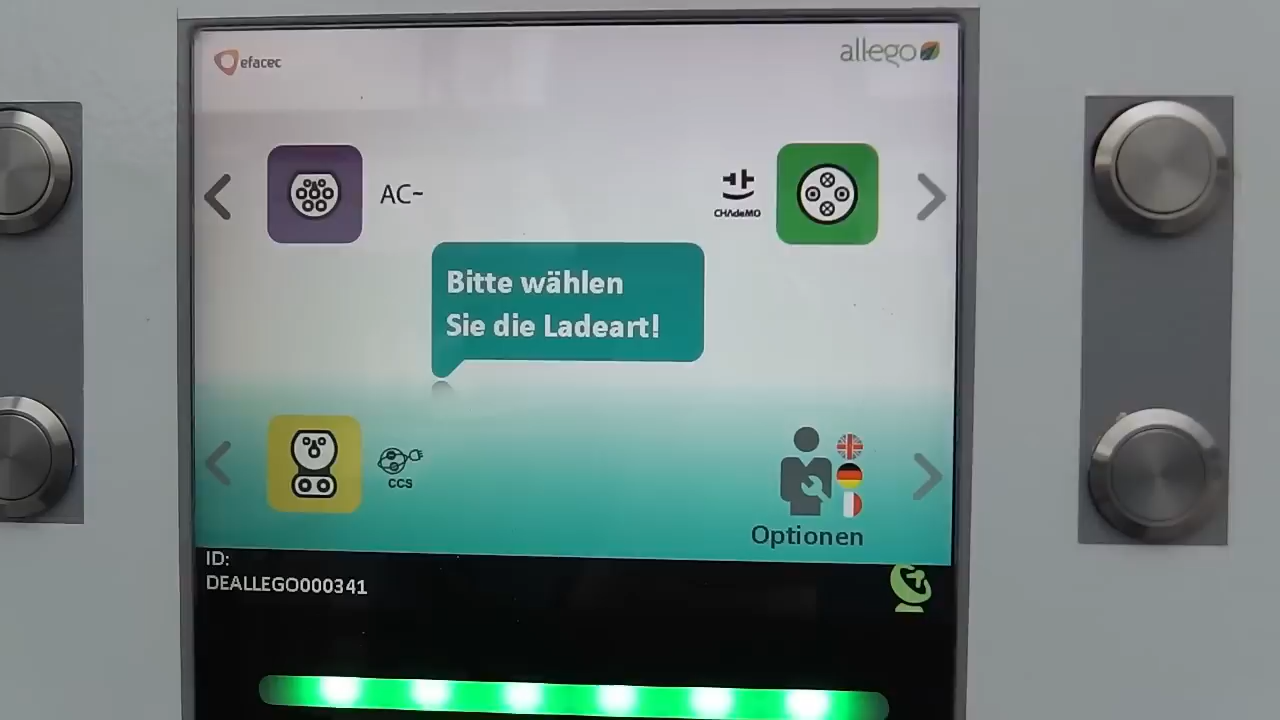 efacec
allego
AC~
CHAdeMO
Bitte wählen
Sie die Ladeart!
CCS
Optionen
ID:
DEALLEGO000341